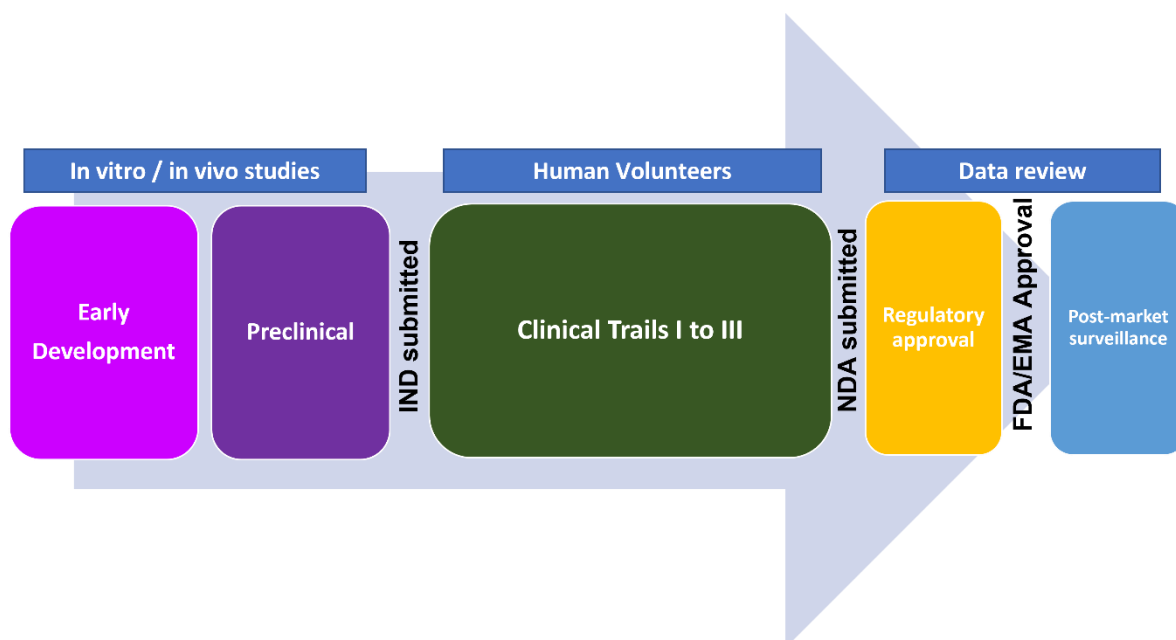 In vitro / in vivo studies
Human Volunteers
Data review
Early
Development
Preclinical
IND submitted
Clinical Trails I to III
NDA submitted
Regulatory
approval
FDA/EMA Approval
Post-market
surveillance